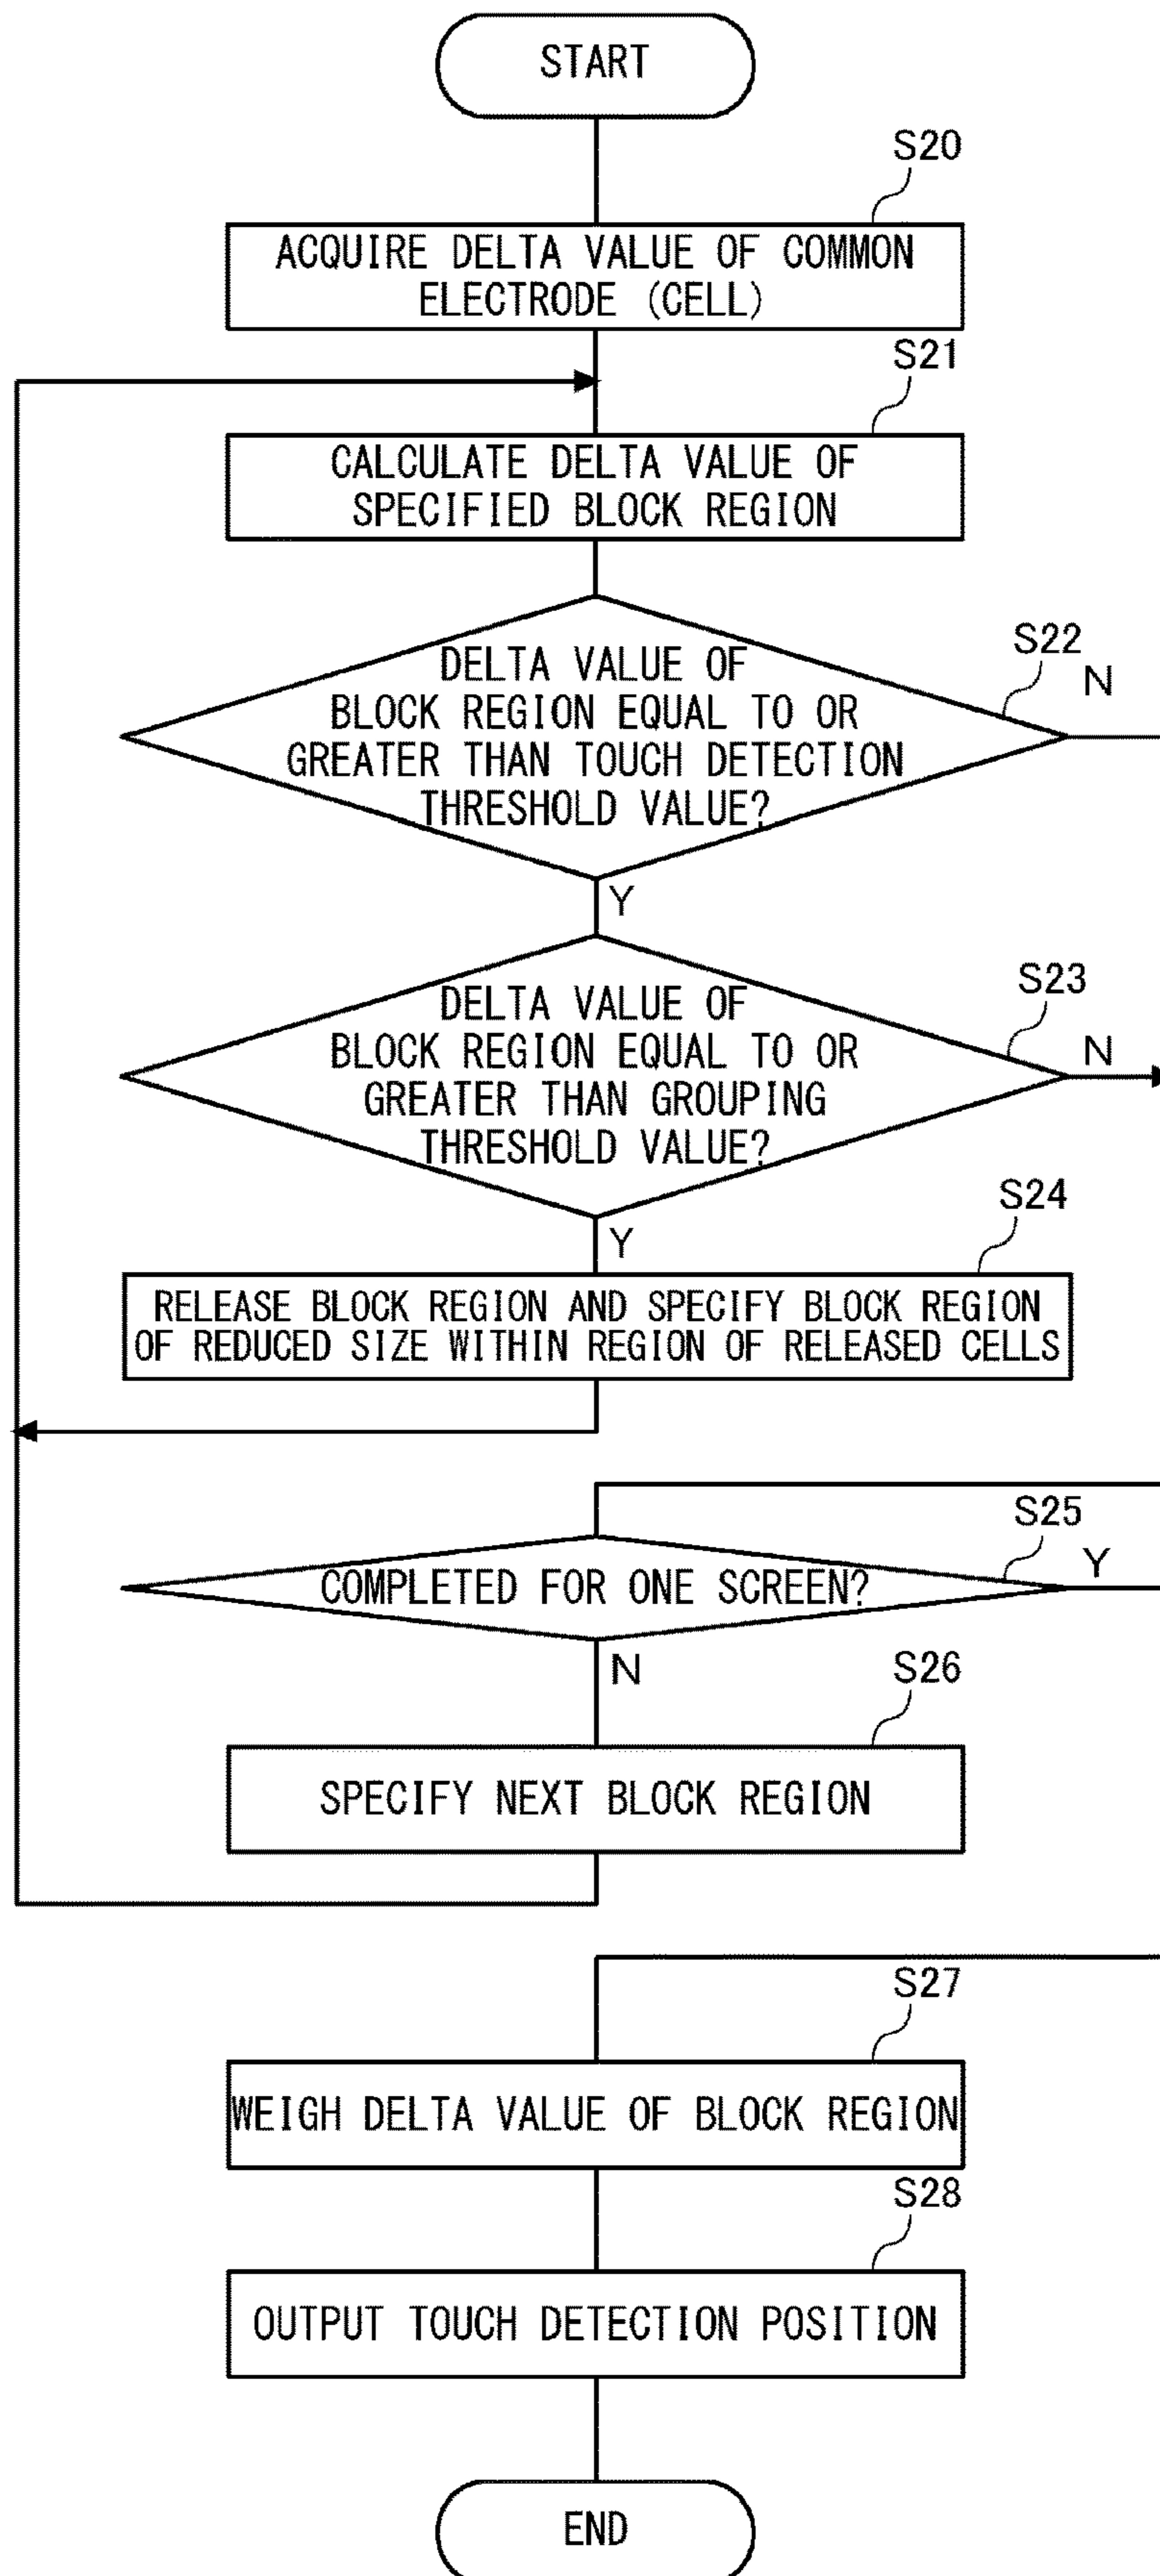 START
S20
ACQUIRE DELTA VALUE OF COMMON
ELECTRODE (CELL)
S21
CALCULATE DELTA VALUE OF
SPECIFIED BLOCK REGION
S22
DELTA VALUE OF
BLOCK REGION EQUAL TO OR
GREATER THAN TOUCH DETECTION
THRESHOLD VALUE?
N
Y
S23
DELTA VALUE OF
BLOCK REGION EQUAL TO OR
GREATER THAN GROUPING
THRESHOLD VALUE?
N
Y
S24
RELEASE BLOCK REGION AND SPECIFY BLOCK REGION
OF REDUCED SIZE WITHIN REGION OF RELEASED CELLS
S25
COMPLETED FOR ONE SCREEN?
Y
N
S26
SPECIFY NEXT BLOCK REGION
S27
WEIGH DELTA VALUE OF BLOCK REGION
S28
OUTPUT TOUCH DETECTION POSITION
END